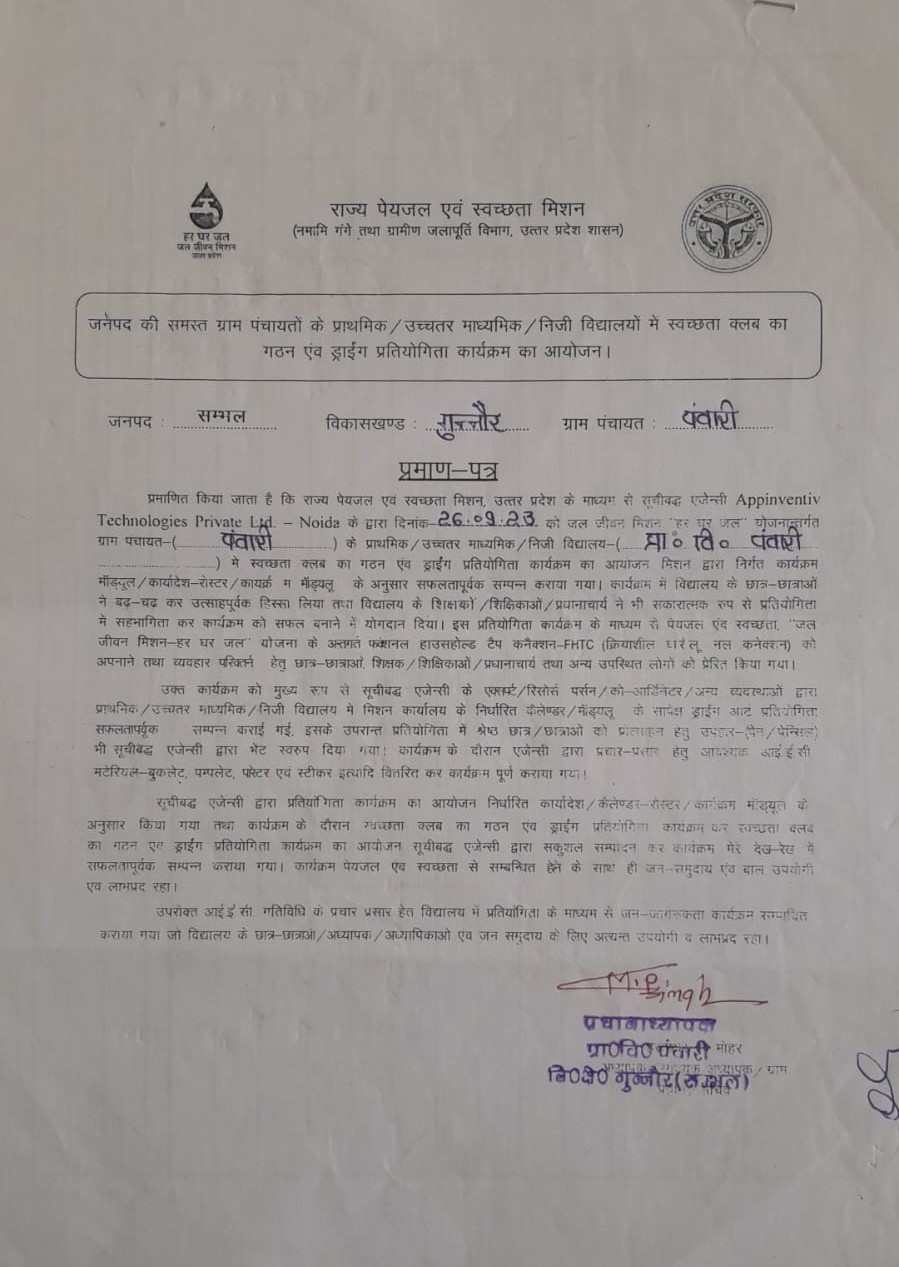 हर घर जल
जल जीवन मिशन
उत्तर प्रदेश
राज्य पेयजल एवं स्वच्छता मिशन
(नमामि गंगे तथा ग्रामीण जलापूर्ति विभाग, उत्तर प्रदेश शासन)
उत्तर प्रदेश सरकार
जनपद की समस्त ग्राम पंचायतों के प्राथमिक/उच्चतर माध्यमिक/निजी विद्यालयों में स्वच्छता क्लब का
गठन एंव ड्राईंग प्रतियोगिता कार्यक्रम का आयोजन।
जनपद : सम्भल विकासखण्ड : गुन्नौर ग्राम पंचायत : पंवारी
प्रमाण–पत्र
प्रमाणित किया जाता है कि राज्य पेयजल एवं स्वच्छता मिशन, उत्तर प्रदेश के माध्यम से सूचीबद्ध एजेन्सी Appinventiv
Technologies Private Ltd. – Noida के द्वारा दिनांक–26.09.23 को जल जीवन मिशन "हर घर जल" योजनान्तर्गत
ग्राम पंचायत–(पंवारी) के प्राथमिक/उच्चतर माध्यमिक/निजी विद्यालय–(प्रा० वि० पंवारी
) मे स्वच्छता क्लब का गठन एंव ड्राईंग प्रतियोगिता कार्यक्रम का आयोजन मिशन द्वारा निर्गत कार्यक्रम
मॉड्यूल/कार्यादेश–रोस्टर/कार्यक्र म मॉड्यलू के अनुसार सफलतापूर्वक सम्पन्न कराया गया। कार्यक्रम में विद्यालय के छात्र–छात्राओं
ने बढ़–चढ कर उत्साहपूर्वक हिस्सा लिया तथा विद्यालय के शिक्षकों/शिक्षिकाओं/प्रधानाचार्य ने भी सकारात्मक रुप से प्रतियोगिता
मे सहभागिता कर कार्यक्रम को सफल बनाने में योगदान दिया। इस प्रतियोगिता कार्यक्रम के माध्यम से पेयजल एंव स्वच्छता, "जल
जीवन मिशन–हर घर जल" योजना के अन्तर्गत फंक्शनल हाउसहोल्ड टैप कनैक्शन–FHTC (क्रियाशील घरेलू नल कनेक्शन) को
अपनाने तथा व्यवहार परिवर्तन हेतु छात्र–छात्राओं, शिक्षक/शिक्षिकाओं/प्रधानाचार्य तथा अन्य उपस्थित लोगों को प्रेरित किया गया।
उक्त कार्यक्रम को मुख्य रुप से सूचीबद्ध एजेन्सी के एक्सपर्ट/रिसोर्स पर्सन/को–आर्डिनेटर/अन्य व्यवस्थाओं द्वारा
प्राथमिक/उच्चतर माध्यमिक/निजी विद्यालय मे मिशन कार्यालय के निर्धारित कैलेण्डर/मॉड्यलू के सापेक्ष ड्राईंग आर्ट प्रतियोगिता
सफलतापर्वूक सम्पन्न कराई गई, इसके उपरान्त प्रतियोगिता में श्रेष्ठ छात्र/छात्राओं को प्रोत्साहन हेतु उपहार–(पैन/पेन्सिल)
भी सूचीबद्ध एजेन्सी द्वारा भेंट स्वरुप दिया गया। कार्यक्रम के दौरान एजेन्सी द्वारा प्रचार–प्रसार हेतु आवश्यक आई.ई.सी.
मटेरियल–बुकलेट, पम्पलेट, पोस्टर एवं स्टीकर इत्यादि वितरित कर कार्यक्रम पूर्ण कराया गया।
सूचीबद्ध एजेन्सी द्वारा प्रतियोगिता कार्यक्रम का आयोजन निर्धारित कार्यादेश/कैलेण्डर–रोस्टर/कार्यक्रम मॉड्यूल के
अनुसार किया गया तथा कार्यक्रम के दौरान स्वच्छता क्लब का गठन एंव ड्राईंग प्रतियोगिता कार्यक्रम कर स्वच्छता क्लब
का गठन एंव ड्राईंग प्रतियोगिता कार्यक्रम का आयोजन सूचीबद्ध एजेन्सी द्वारा सकुशल सम्पादन कर कार्यक्रम मेरे देख–रेख में
सफलतापूर्वक सम्पन्न कराया गया। कार्यक्रम पेयजल एंव स्वच्छता से सम्बन्धित होने के साथ ही जन–समुदाय एंव बाल उपयोगी
एंव लाभप्रद रहा।
उपरोक्त आई.ई.सी. गतिविधि के प्रचार प्रसार हेतु विद्यालय में प्रतियोगिता के माध्यम से जन–जागरुकता कार्यक्रम सम्पादित
कराया गया जो विद्यालय के छात्र–छात्राओ/अध्यापक/अध्यापिकाओ एंव जन समुदाय के लिए अत्यन्त उपयोगी व लाभप्रद रहा।
M.P. Singh
प्रधानाध्यापक
प्रा०वि०पंवारी मोहर
वि०क्षे० गुन्नौर(सम्भल) अध्यापक/ग्राम